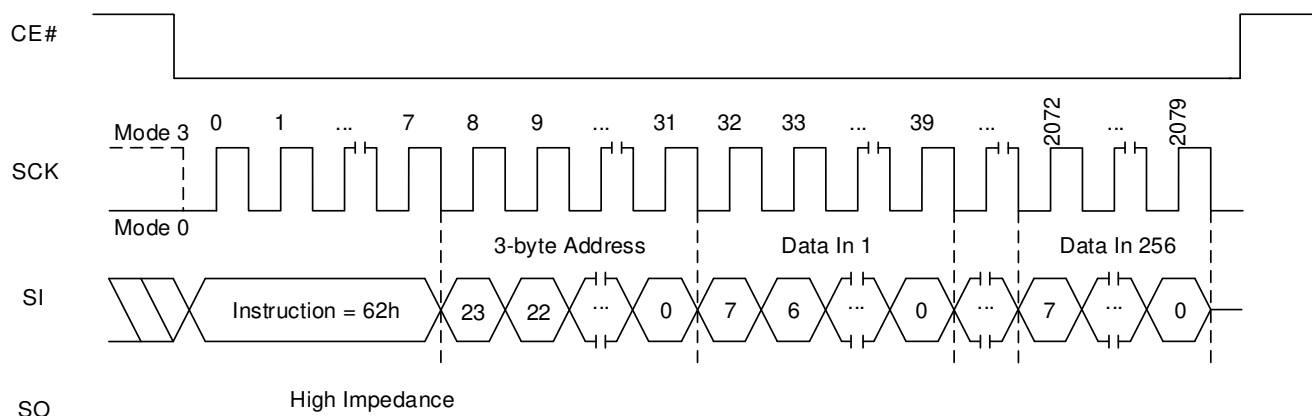 CE#
0 1 ... 7 8 9 ... 31 32 33 ... 39 ... 2072 ... 2079
Mode 3
SCK
Mode 0
3-byte Address Data In 1 Data In 256
SI Instruction = 62h 23 22 ... 0 7 6 ... 0 ... 7 ... 0
High Impedance
SO